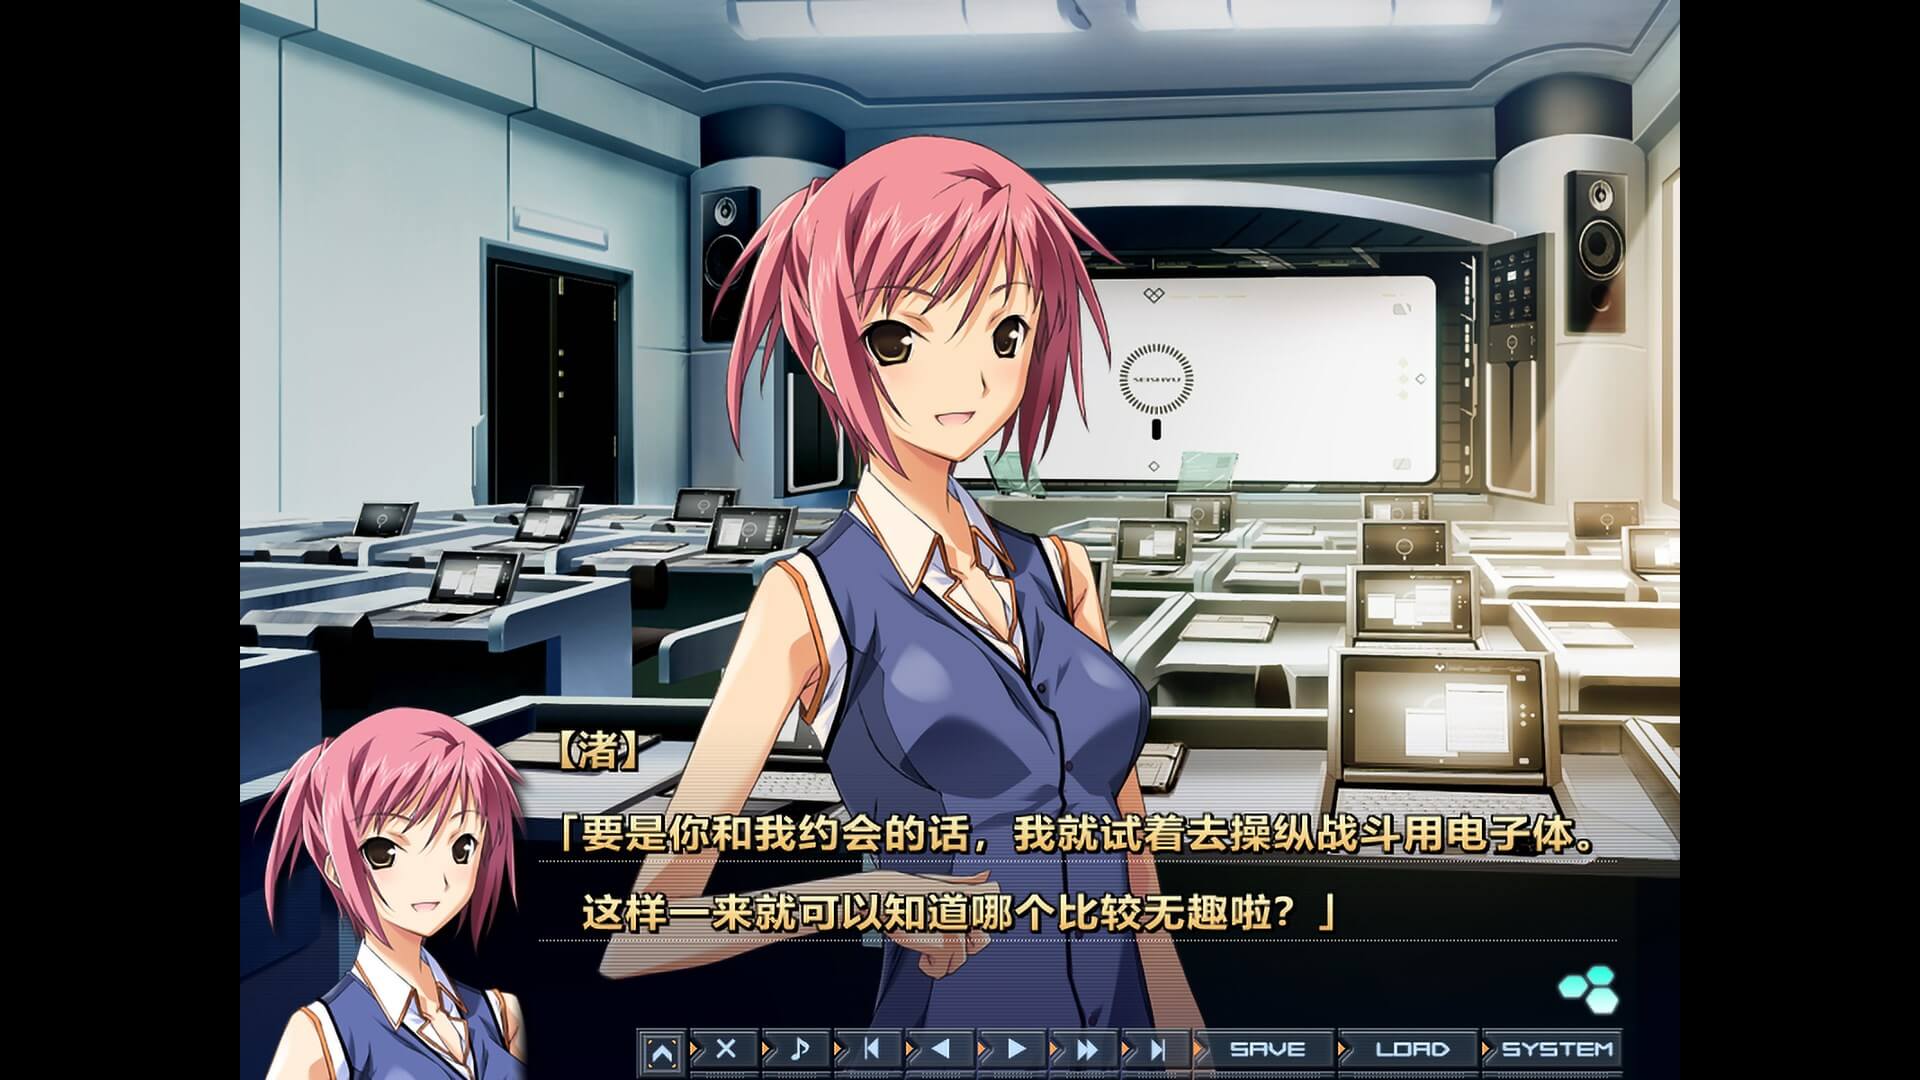 SEISHYU
【渚】
「要是你和我约会的话，我就试着去操纵战斗用电子体。
这样一来就可以知道哪个比较无趣啦？」
SAVE
LOAD
SYSTEM